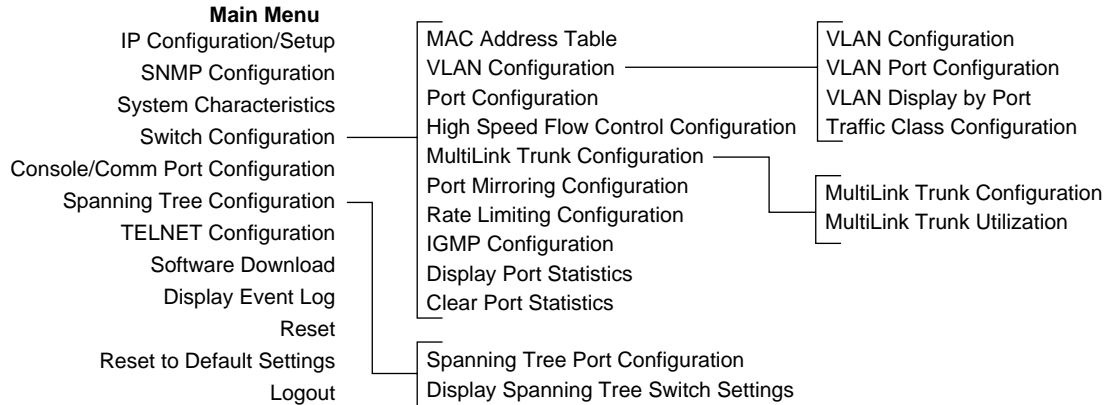 Main Menu
IP Configuration/Setup
SNMP Configuration
System Characteristics
Switch Configuration
Console/Comm Port Configuration
Spanning Tree Configuration
TELNET Configuration
Software Download
Display Event Log
Reset
Reset to Default Settings
Logout
MAC Address Table
VLAN Configuration
Port Configuration
High Speed Flow Control Configuration
MultiLink Trunk Configuration
Port Mirroring Configuration
Rate Limiting Configuration
IGMP Configuration
Display Port Statistics
Clear Port Statistics
Spanning Tree Port Configuration
Display Spanning Tree Switch Settings
VLAN Configuration
VLAN Port Configuration
VLAN Display by Port
Traffic Class Configuration
MultiLink Trunk Configuration
MultiLink Trunk Utilization